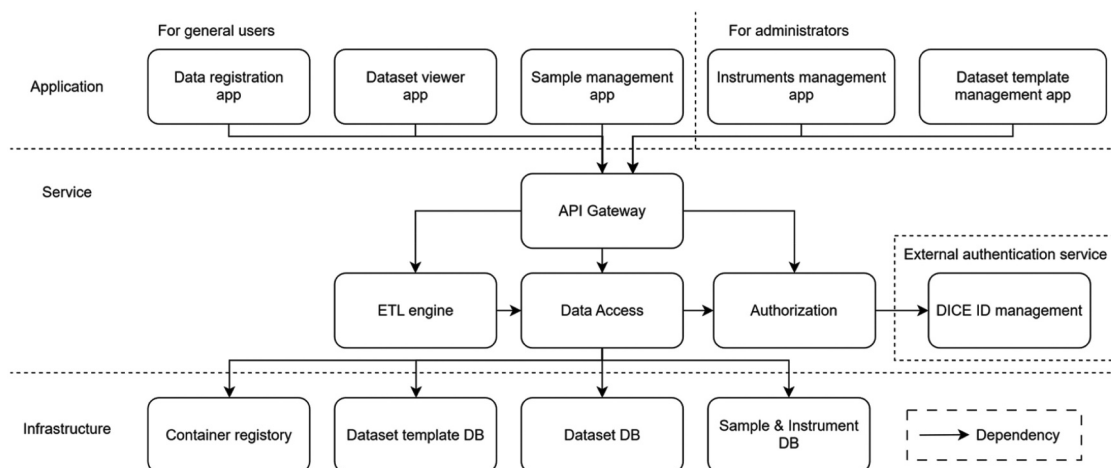 For general users
For administrators
Application
Data registration
app
Dataset viewer
app
Sample management
app
Instruments management
app
Dataset template
management app
Service
API Gateway
External authentication service
ETL engine
Data Access
Authorization
DICE ID management
Infrastructure
Container registory
Dataset template DB
Dataset DB
Sample & Instrument
DB
Dependency